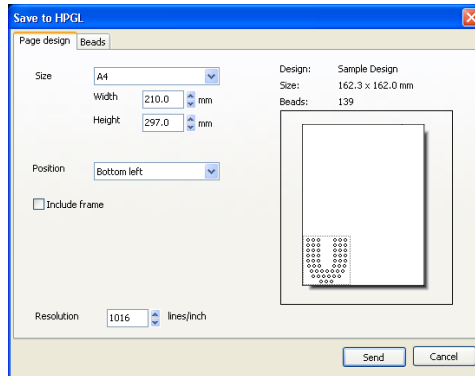 Save to HPGL
Page design Beads
Size A4
Width 210.0 mm
Height 297.0 mm
Position Bottom left
Include frame
Resolution 1016 lines/inch
Design: Sample Design
Size: 162.3 x 162.0 mm
Beads: 139
Send Cancel